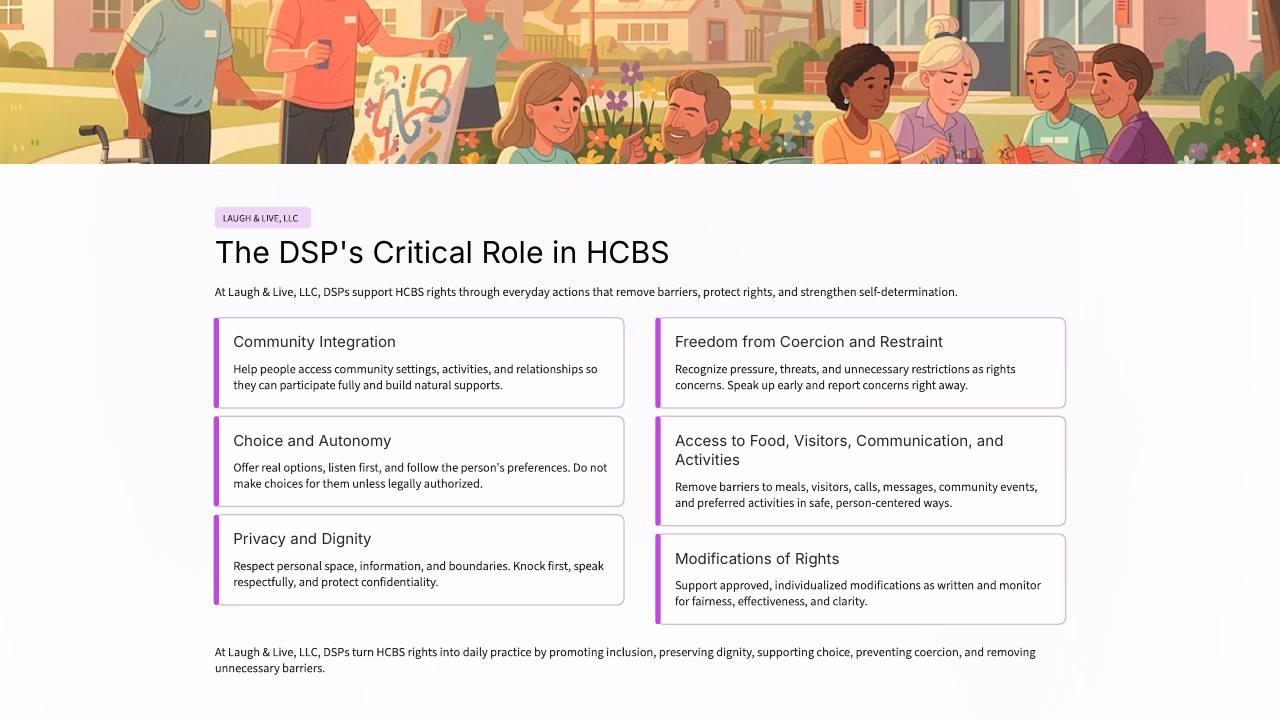 LAUGH & LIVE, LLC
The DSP's Critical Role in HCBS
At Laugh & Live, LLC, DSPs support HCBS rights through everyday actions that remove barriers, protect rights, and strengthen self-determination.
Community Integration
Help people access community settings, activities, and relationships so
they can participate fully and build natural supports.
Choice and Autonomy
Offer real options, listen first, and follow the person's preferences. Do not
make choices for them unless legally authorized.
Privacy and Dignity
Respect personal space, information, and boundaries. Knock first, speak
respectfully, and protect confidentiality.
Freedom from Coercion and Restraint
Recognize pressure, threats, and unnecessary restrictions as rights
concerns. Speak up early and report concerns right away.
Access to Food, Visitors, Communication, and
Activities
Remove barriers to meals, visitors, calls, messages, community events,
and preferred activities in safe, person-centered ways.
Modifications of Rights
Support approved, individualized modifications as written and monitor
for fairness, effectiveness, and clarity.
At Laugh & Live, LLC, DSPs turn HCBS rights into daily practice by promoting inclusion, preserving dignity, supporting choice, preventing coercion, and removing
unnecessary barriers.